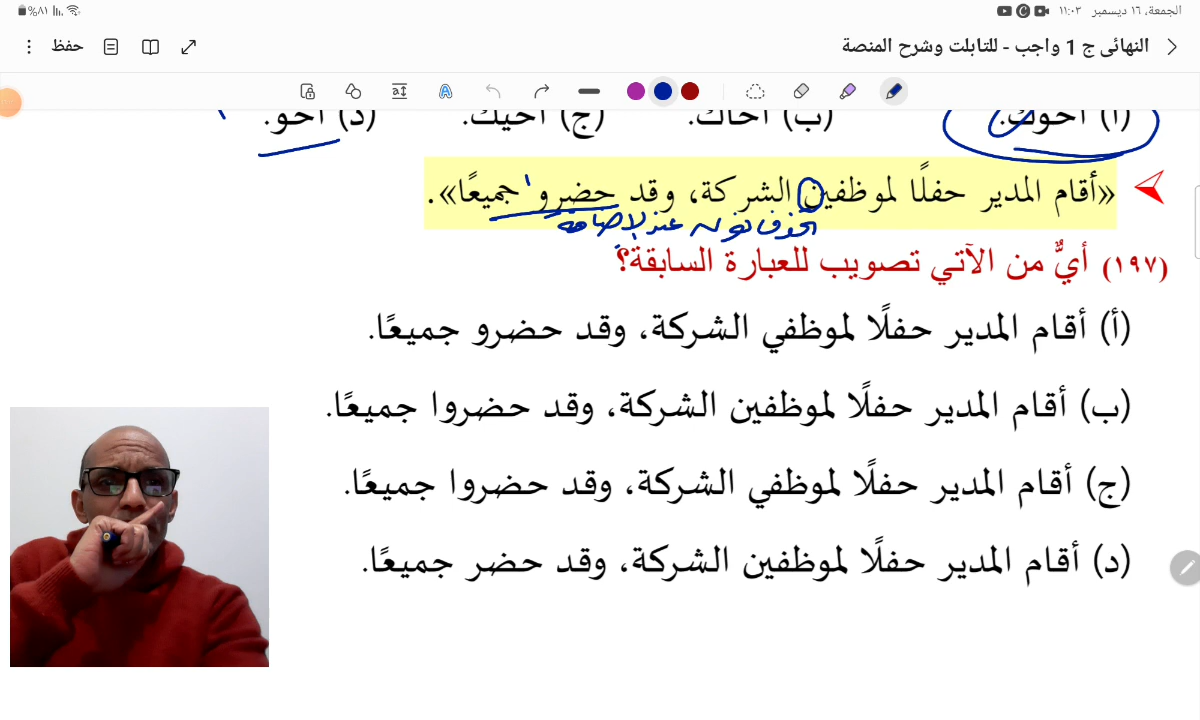 ٨١% الجمعة، ١٦ ديسمبر ١١:٠٣
النهائى ج 1 واجب - للتابلت وشرح المنصة حفظ
(أ) أخوك. (ب) أخاك. (ج) أخيك. (د) أخو.
«أقام المدير حفلًا لموظفين الشركة، وقد حضرو جميعًا».
تحذف نونه عند الإضافة
(١٩٧) أيٌّ من الآتي تصويب للعبارة السابقة؟
(أ) أقام المدير حفلًا لموظفي الشركة، وقد حضرو جميعًا.
(ب) أقام المدير حفلًا لموظفين الشركة، وقد حضروا جميعًا.
(ج) أقام المدير حفلًا لموظفي الشركة، وقد حضروا جميعًا.
(د) أقام المدير حفلًا لموظفين الشركة، وقد حضر جميعًا.